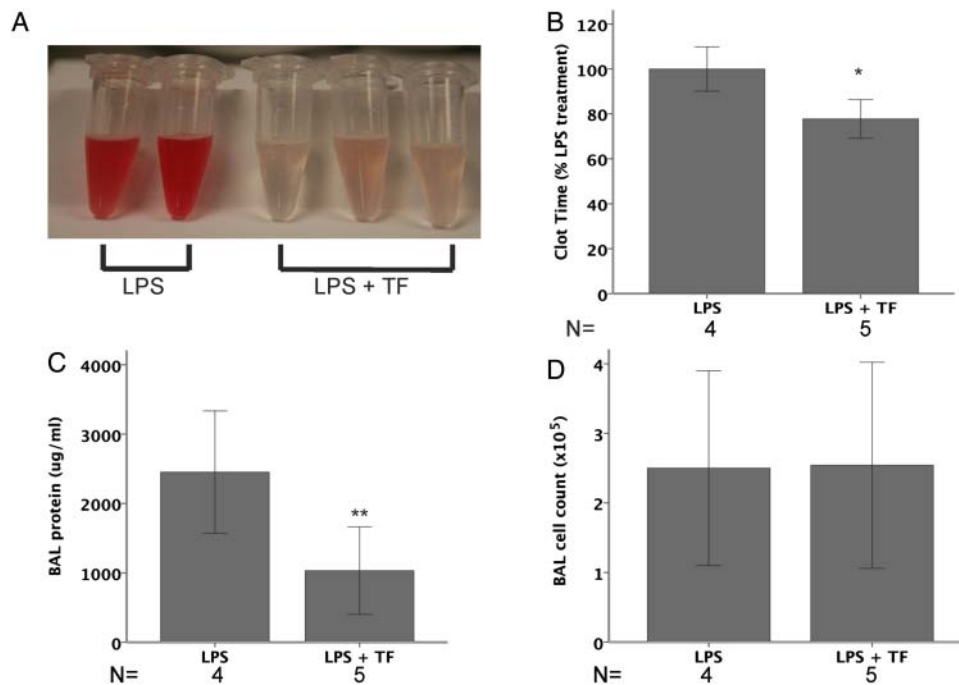 A
LPS
LPS + TF
B
Clot Time (% LPS treatment)
120
100
80
60
40
20
0
*
LPS
LPS + TF
N=
4
5
C
BAL protein (ug/ml)
4000
3000
2000
1000
0
**
LPS
LPS + TF
N=
4
5
D
BAL cell count (x10⁵)
4
3
2
1
0
LPS
LPS + TF
N=
4
5